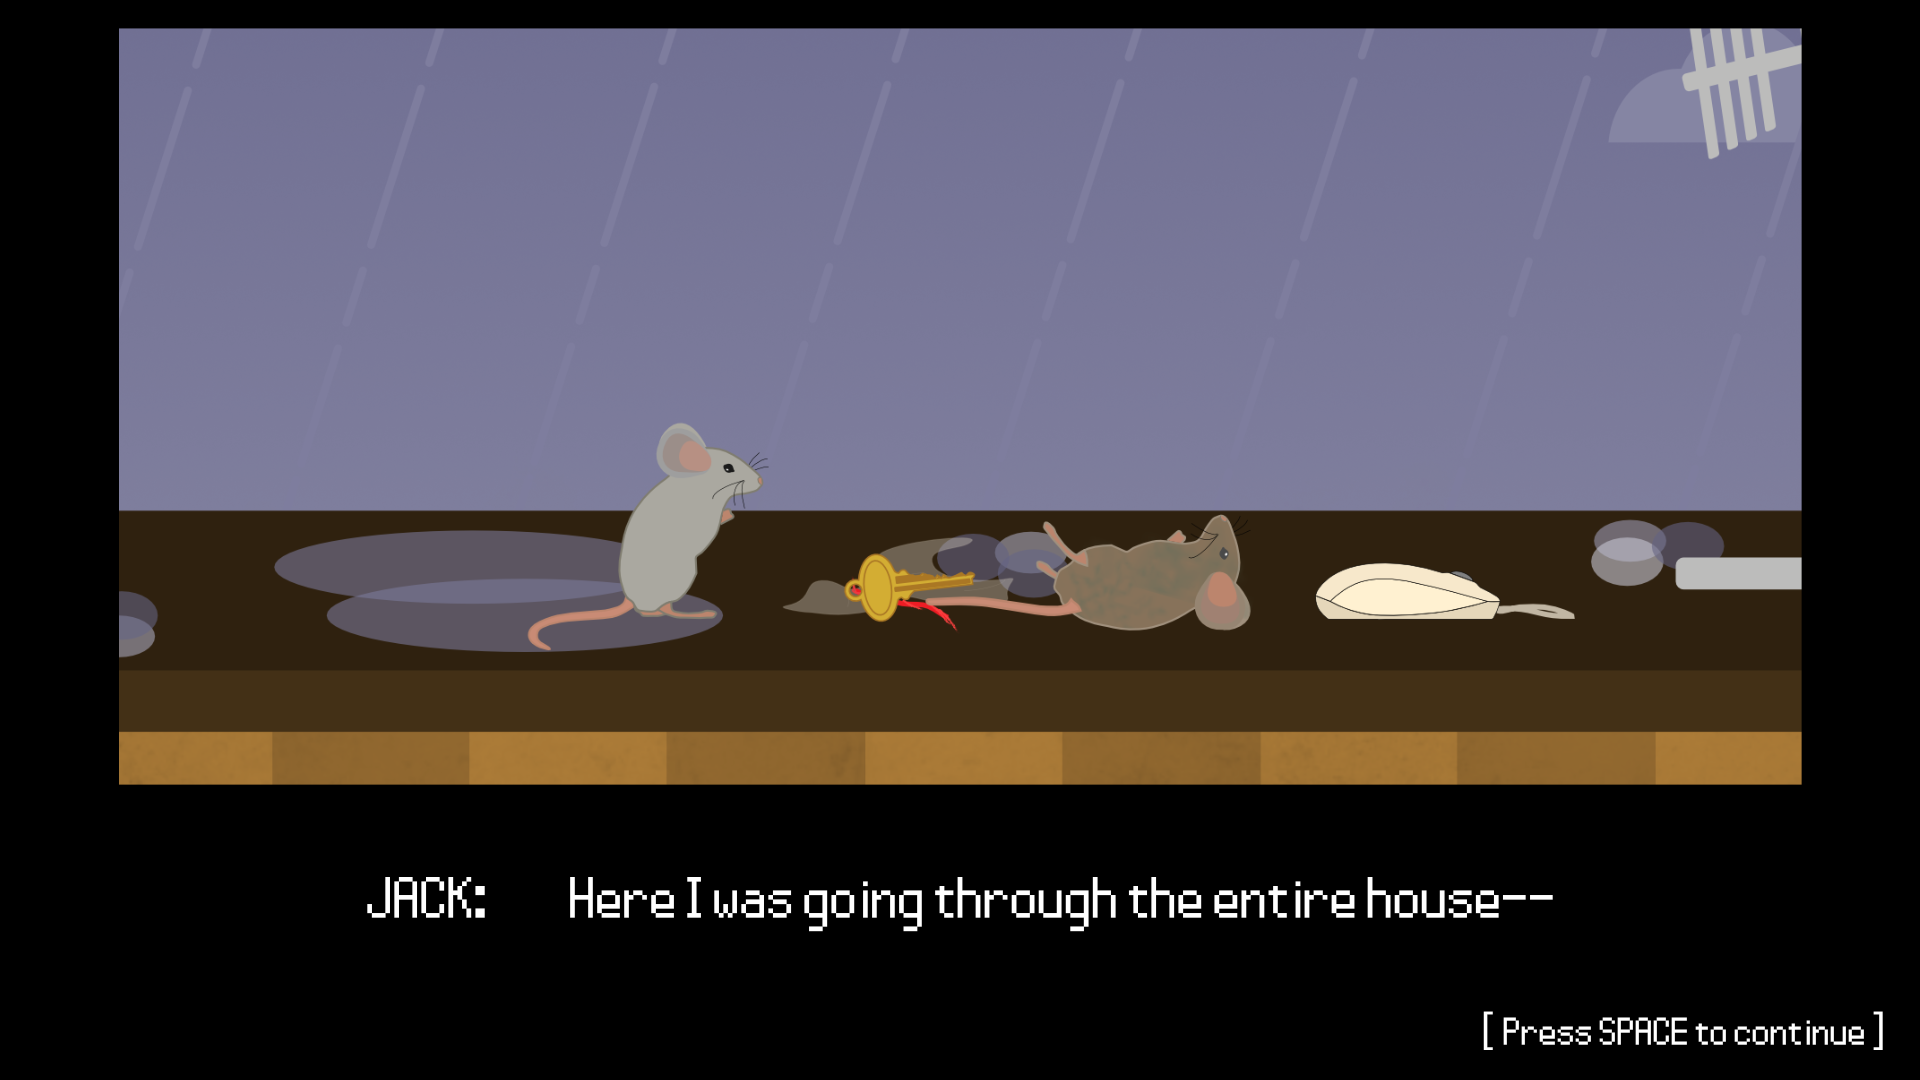 JACK: Here I was going through the entire house--
[ Press SPACE to continue ]